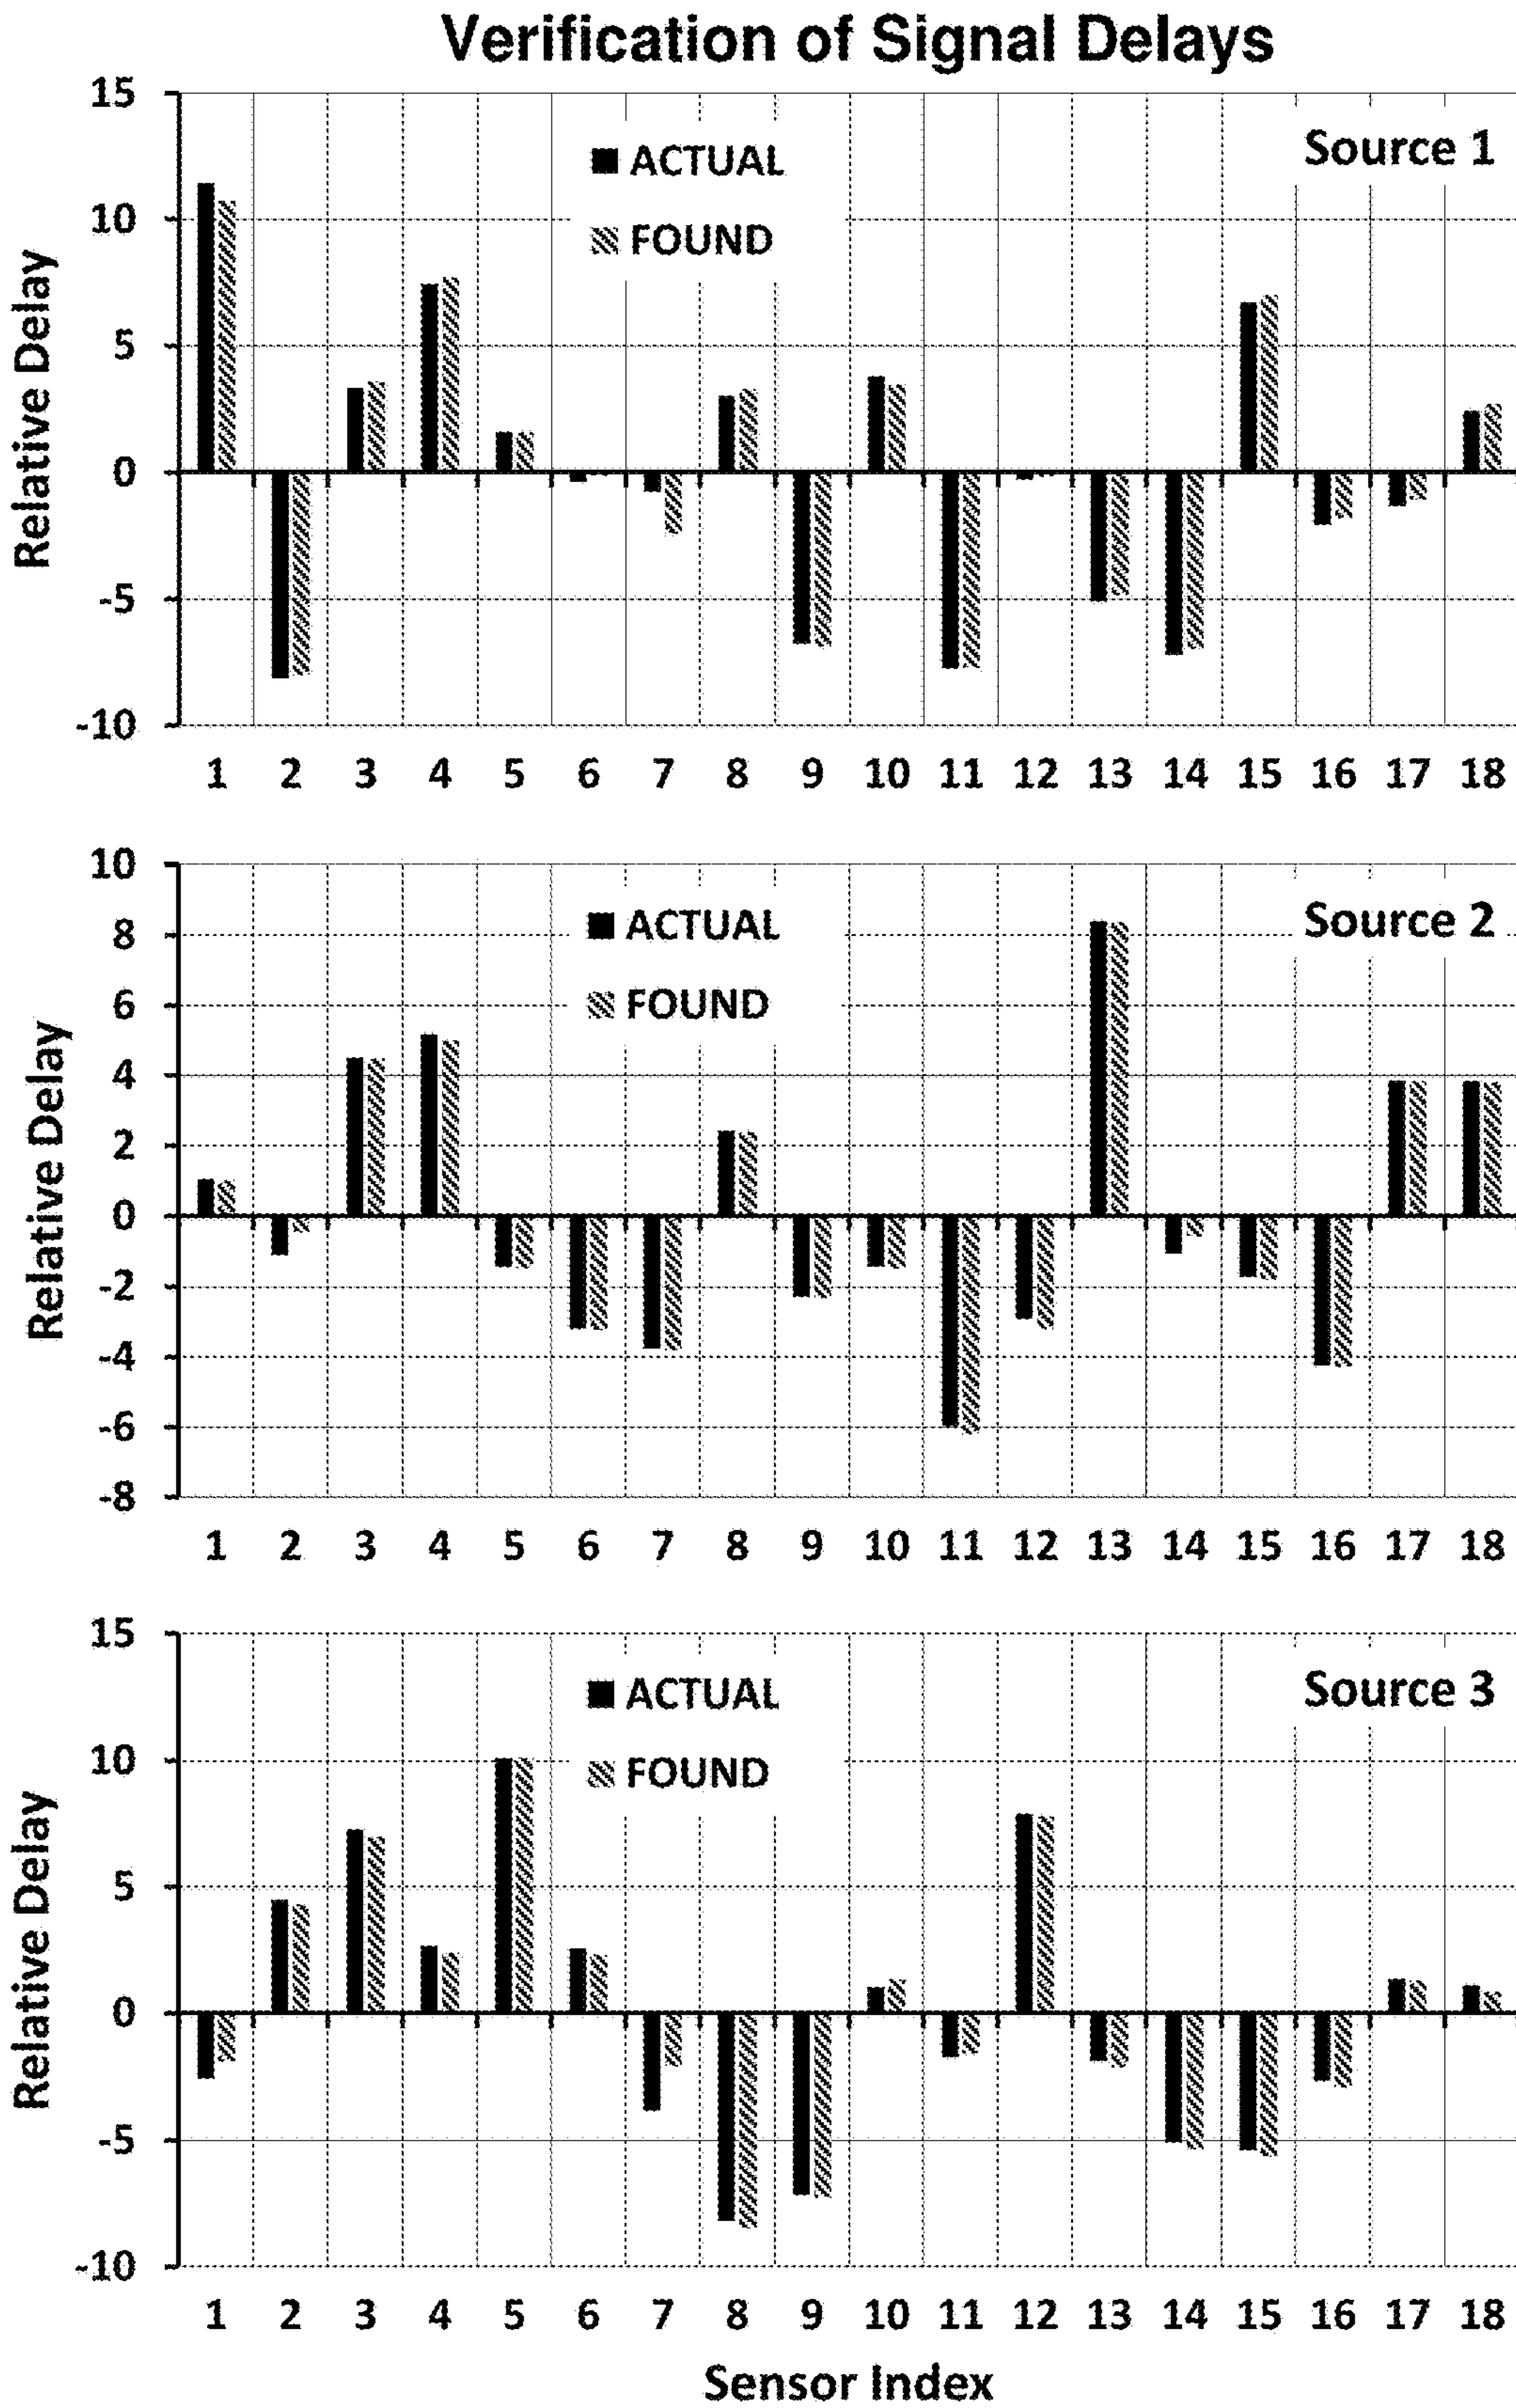 Verification of Signal Delays
Relative Delay
15
10
5
0
-5
-10
ACTUAL
FOUND
Source 1
1 2 3 4 5 6 7 8 9 10 11 12 13 14 15 16 17 18
Relative Delay
10
8
6
4
2
0
-2
-4
-6
-8
ACTUAL
FOUND
Source 2
1 2 3 4 5 6 7 8 9 10 11 12 13 14 15 16 17 18
Relative Delay
15
10
5
0
-5
-10
ACTUAL
FOUND
Source 3
1 2 3 4 5 6 7 8 9 10 11 12 13 14 15 16 17 18
Sensor Index